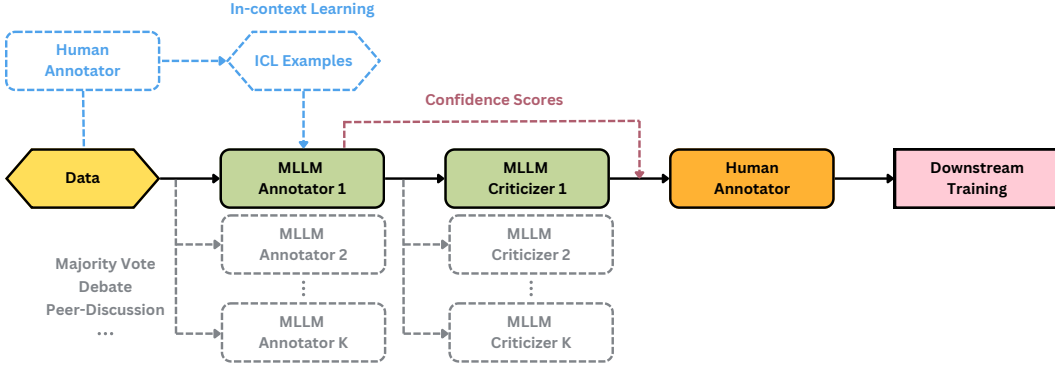 In-context Learning
Human
Annotator
ICL Examples
Confidence Scores
Data
MLLM
Annotator 1
MLLM
Criticizer 1
Human
Annotator
Downstream
Training
MLLM
Annotator 2
MLLM
Criticizer 2
Majority Vote
Debate
Peer-Discussion
...
MLLM
Annotator K
MLLM
Criticizer K